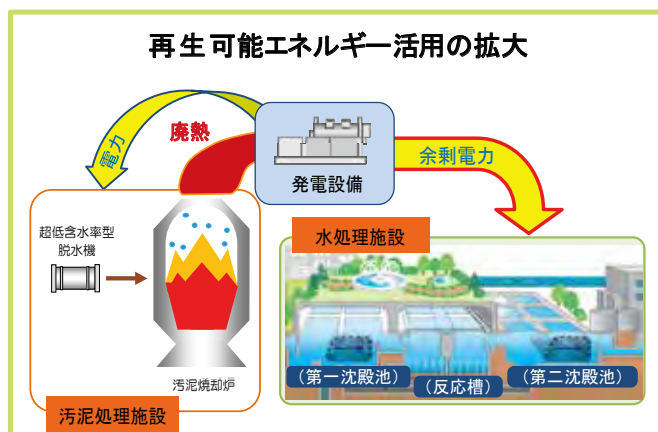 再生可能エネルギー活用の拡大
電力
廃熱
発電設備
余剰電力
超低含水率型
脱水機
汚泥焼却炉
汚泥処理施設
水処理施設
（第一沈殿池）
（反応槽）
（第二沈殿池）